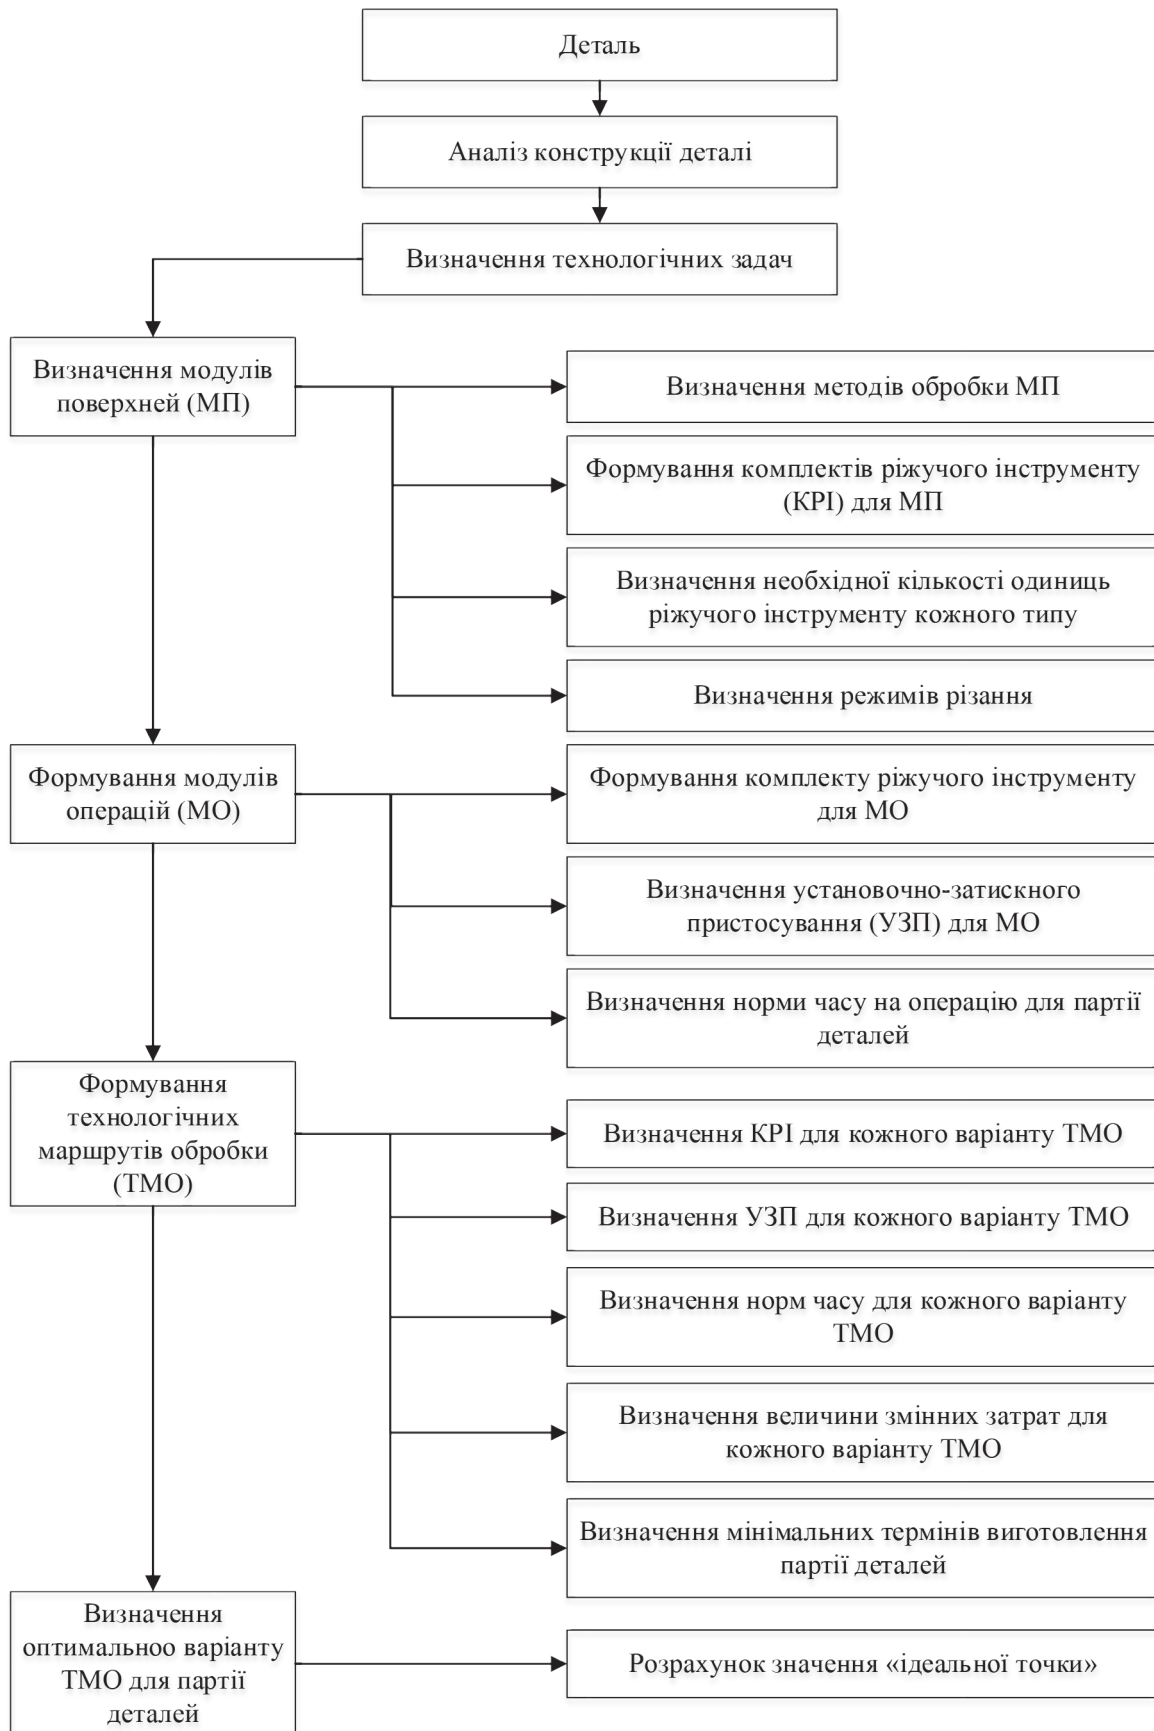 Деталь
Аналіз конструкції деталі
Визначення технологічних задач
Визначення модулів
поверхней (МП)
Визначення методів обробки МП
Формування комплектів ріжучого інструменту
(КРІ) для МП
Визначення необхідної кількості одиниць
ріжучого інструменту кожного типу
Визначення режимів різання
Формування модулів
операцій (МО)
Формування комплекту ріжучого інструменту
для МО
Визначення установочно-затискного
пристосування (УЗП) для МО
Визначення норми часу на операцію для партії
деталей
Формування
технологічних
маршрутів обробки
(ТМО)
Визначення КРІ для кожного варіанту ТМО
Визначення УЗП для кожного варіанту ТМО
Визначення норм часу для кожного варіанту
ТМО
Визначення величини змінних затрат для
кожного варіанту ТМО
Визначення мінімальних термінів виготовлення
партії деталей
Визначення
оптимальноо варіанту
ТМО для партії
деталей
Розрахунок значення «ідеальної точки»